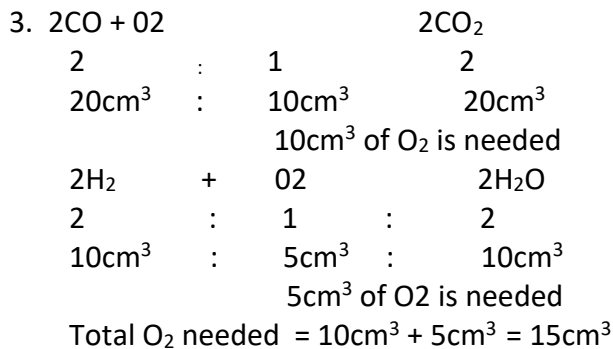 3. 2CO + 02 2CO₂
2 : 1 2
20cm³ : 10cm³ 20cm³
10cm³ of O₂ is needed
2H₂ + 02 2H₂O
2 : 1 : 2
10cm³ : 5cm³ : 10cm³
5cm³ of O2 is needed
Total O₂ needed = 10cm³ + 5cm³ = 15cm³